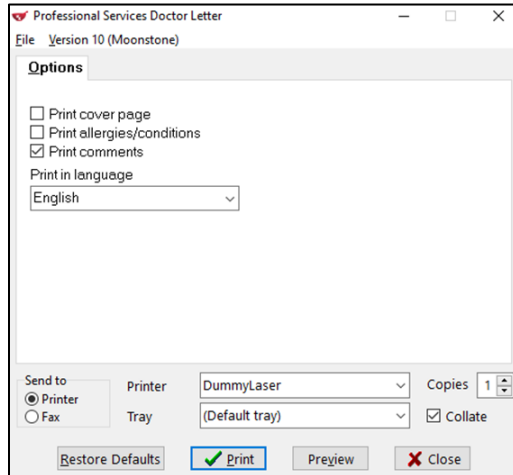 Professional Services Doctor Letter
File Version 10 (Moonstone)
Options
Print cover page
Print allergies/conditions
Print comments
Print in language
English
Send to
Printer
Fax
Printer DummyLaser Copies 1
Tray (Default tray) Collate
Restore Defaults Print Preview Close